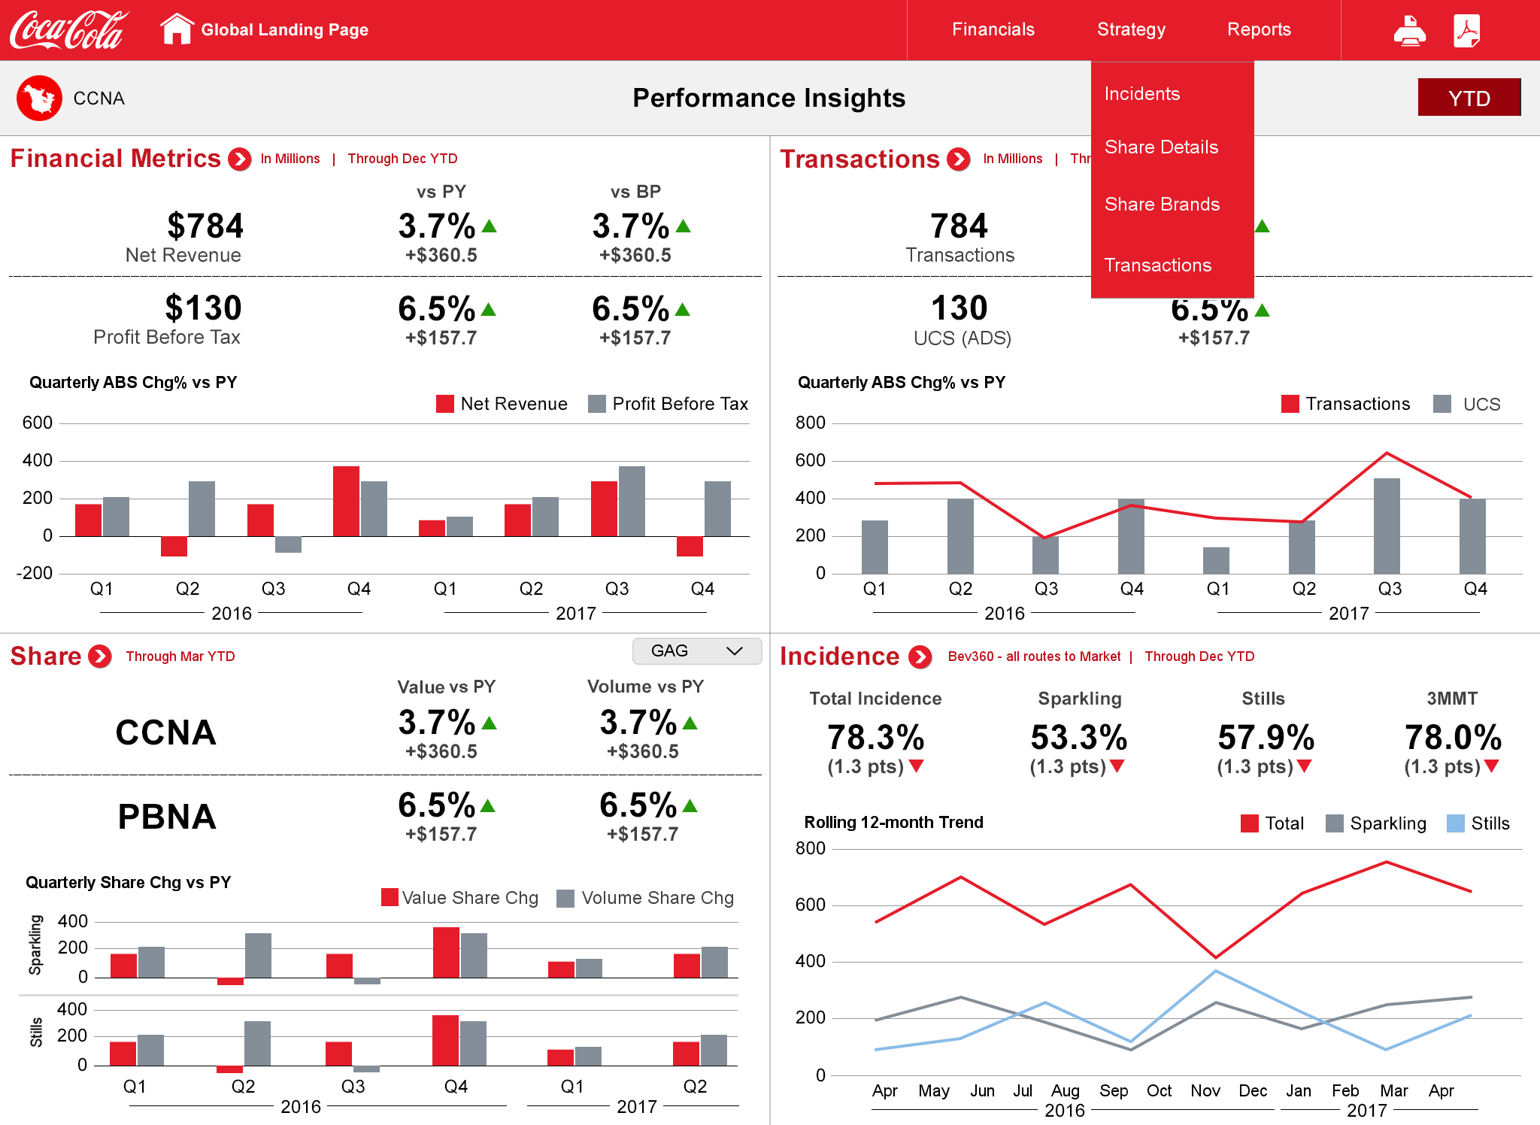 Coca-Cola
Global Landing Page
Financials
Strategy
Reports
CCNA
Performance Insights
YTD
Incidents
Share Details
Share Brands
Transactions
Financial Metrics
In Millions | Through Dec YTD
vs PY
vs BP
$784
Net Revenue
3.7%
+$360.5
3.7%
+$360.5
$130
Profit Before Tax
6.5%
+$157.7
6.5%
+$157.7
Quarterly ABS Chg% vs PY
Net Revenue
Profit Before Tax
600
400
200
0
-200
Q1 Q2 Q3 Q4 Q1 Q2 Q3 Q4
2016 2017
Transactions
In Millions |
784
Transactions
130
UCS (ADS)
6.5%
+$157.7
Quarterly ABS Chg% vs PY
Transactions
UCS
800
600
400
200
0
Q1 Q2 Q3 Q4 Q1 Q2 Q3 Q4
2016 2017
Share
Through Mar YTD
GAG
Value vs PY
Volume vs PY
CCNA
3.7%
+$360.5
3.7%
+$360.5
PBNA
6.5%
+$157.7
6.5%
+$157.7
Quarterly Share Chg vs PY
Value Share Chg
Volume Share Chg
Sparkling
400
200
0
Stills
400
200
0
Q1 Q2 Q3 Q4 Q1 Q2
2016 2017
Incidence
Bev360 - all routes to Market | Through Dec YTD
Total Incidence
Sparkling
Stills
3MMT
78.3%
53.3%
57.9%
78.0%
(1.3 pts)
(1.3 pts)
(1.3 pts)
(1.3 pts)
Rolling 12-month Trend
Total
Sparkling
Stills
800
600
400
200
0
Apr May Jun Jul Aug Sep Oct Nov Dec Jan Feb Mar Apr
2016 2017